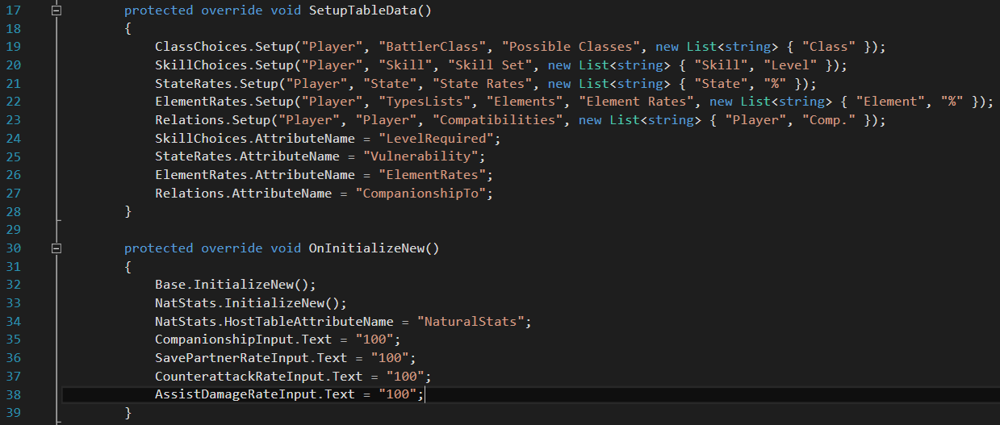 17 protected override void SetupTableData()
18 {
19 ClassChoices.Setup("Player", "BattlerClass", "Possible Classes", new List<string> { "Class" });
20 SkillChoices.Setup("Player", "Skill", "Skill Set", new List<string> { "Skill", "Level" });
21 StateRates.Setup("Player", "State", "State Rates", new List<string> { "State", "%" });
22 ElementRates.Setup("Player", "TypesLists", "Elements", "Element Rates", new List<string> { "Element", "%" });
23 Relations.Setup("Player", "Player", "Compatibilities", new List<string> { "Player", "Comp." });
24 SkillChoices.AttributeName = "LevelRequired";
25 StateRates.AttributeName = "Vulnerability";
26 ElementRates.AttributeName = "ElementRates";
27 Relations.AttributeName = "CompanionshipTo";
28 }
29
30 protected override void OnInitializeNew()
31 {
32 Base.InitializeNew();
33 NatStats.InitializeNew();
34 NatStats.HostTableAttributeName = "NaturalStats";
35 CompanionshipInput.Text = "100";
36 SavePartnerRateInput.Text = "100";
37 CounterattackRateInput.Text = "100";
38 AssistDamageRateInput.Text = "100";
39 }